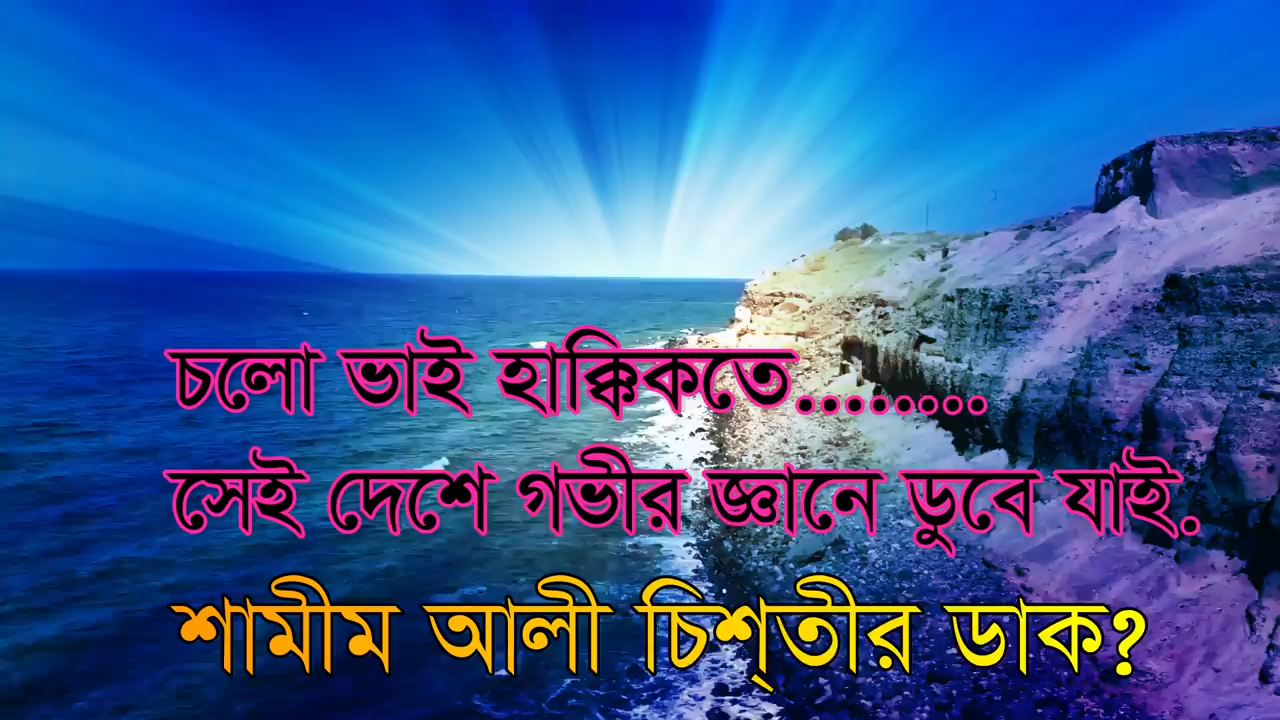 চলো ভাই হাক্কিকতে........
সেই দেশে গভীর জ্ঞানে ডুবে যাই.
শামীম আলী চিশ্‌তীর ডাক?